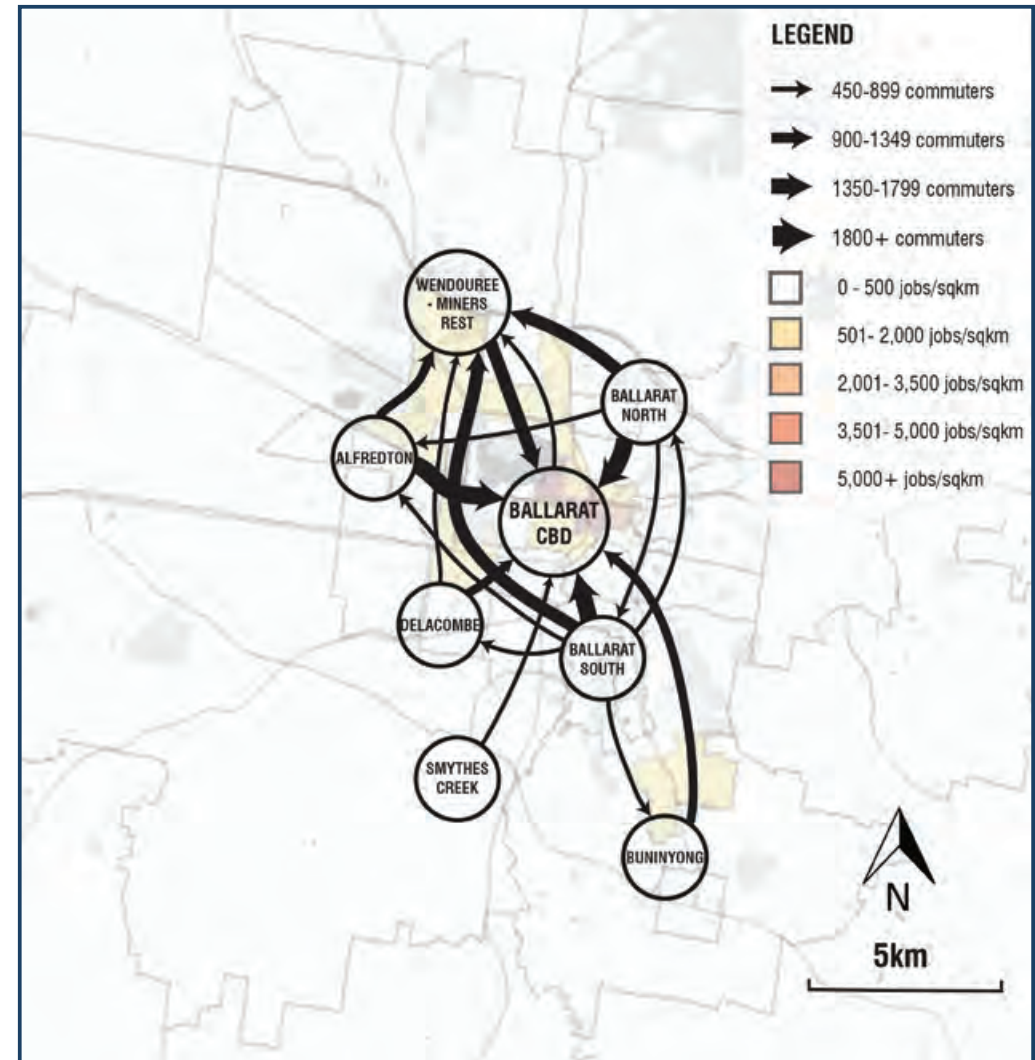 LEGEND
450-899 commuters
900-1349 commuters
1350-1799 commuters
1800+ commuters
0 - 500 jobs/sqkm
501- 2,000 jobs/sqkm
2,001- 3,500 jobs/sqkm
3,501- 5,000 jobs/sqkm
5,000+ jobs/sqkm
WENDOUREE
- MINERS
REST
BALLARAT
NORTH
ALFREDTON
BALLARAT
CBD
DELACOMBE
BALLARAT
SOUTH
SMYTHES
CREEK
BUNINYONG
N
5km